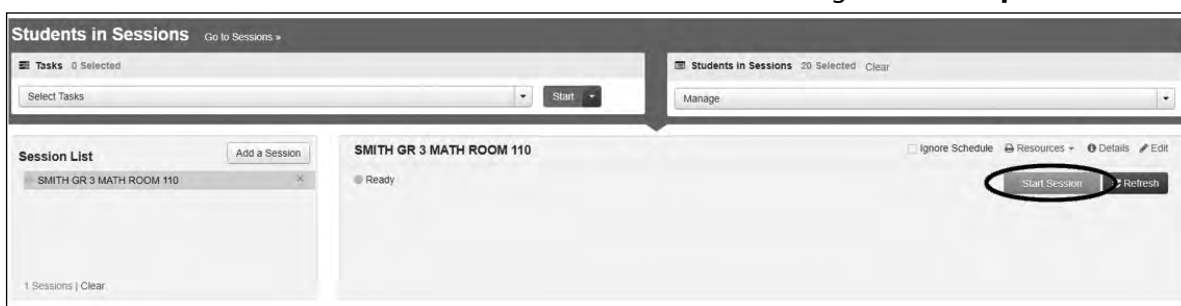 Students in Sessions Go to Sessions »
Tasks 0 Selected
Select Tasks
Start
Students in Sessions 20 Selected Clear
Manage
Session List
Add a Session
SMITH GR 3 MATH ROOM 110 ×
1 Sessions | Clear
SMITH GR 3 MATH ROOM 110
Ignore Schedule Resources Details Edit
Ready
Start Session Refresh